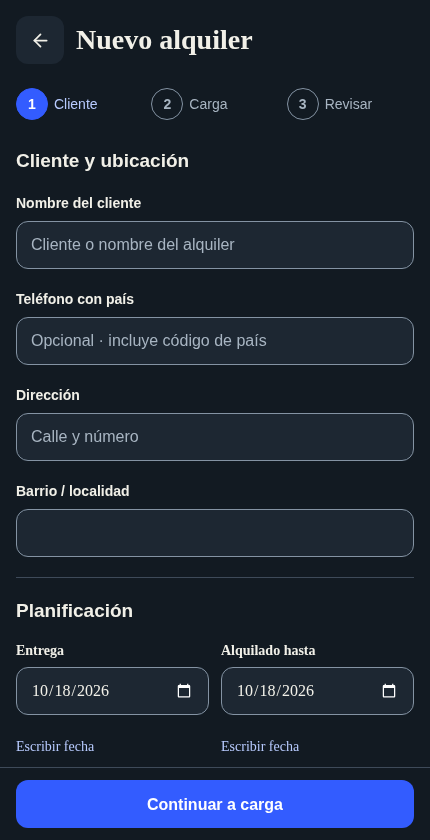 Nuevo alquiler
1 Cliente 2 Carga 3 Revisar
Cliente y ubicación
Nombre del cliente
Cliente o nombre del alquiler
Teléfono con país
Opcional · incluye código de país
Dirección
Calle y número
Barrio / localidad
Planificación
Entrega Alquilado hasta
10/18/2026 10/18/2026
Escribir fecha Escribir fecha
Continuar a carga